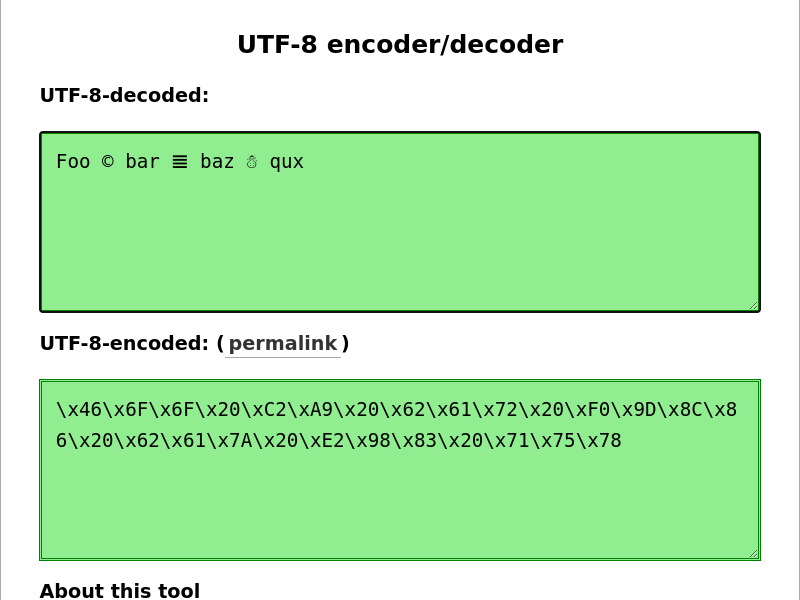 UTF-8 encoder/decoder
UTF-8-decoded:
Foo © bar 𝌆 baz ☃ qux
UTF-8-encoded: (permalink)
\x46\x6F\x6F\x20\xC2\xA9\x20\x62\x61\x72\x20\xF0\x9D\x8C\x8
6\x20\x62\x61\x7A\x20\xE2\x98\x83\x20\x71\x75\x78
About this tool